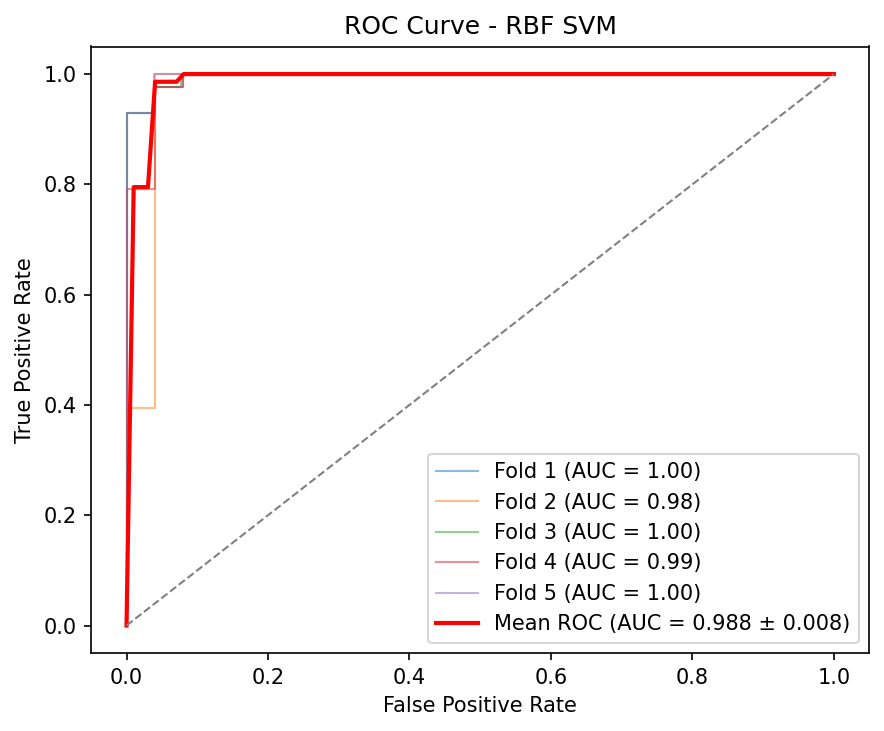 ROC Curve - RBF SVM
True Positive Rate
1.0
0.8
0.6
0.4
0.2
0.0
Fold 1 (AUC = 1.00)
Fold 2 (AUC = 0.98)
Fold 3 (AUC = 1.00)
Fold 4 (AUC = 0.99)
Fold 5 (AUC = 1.00)
Mean ROC (AUC = 0.988 ± 0.008)
0.0 0.2 0.4 0.6 0.8 1.0
False Positive Rate